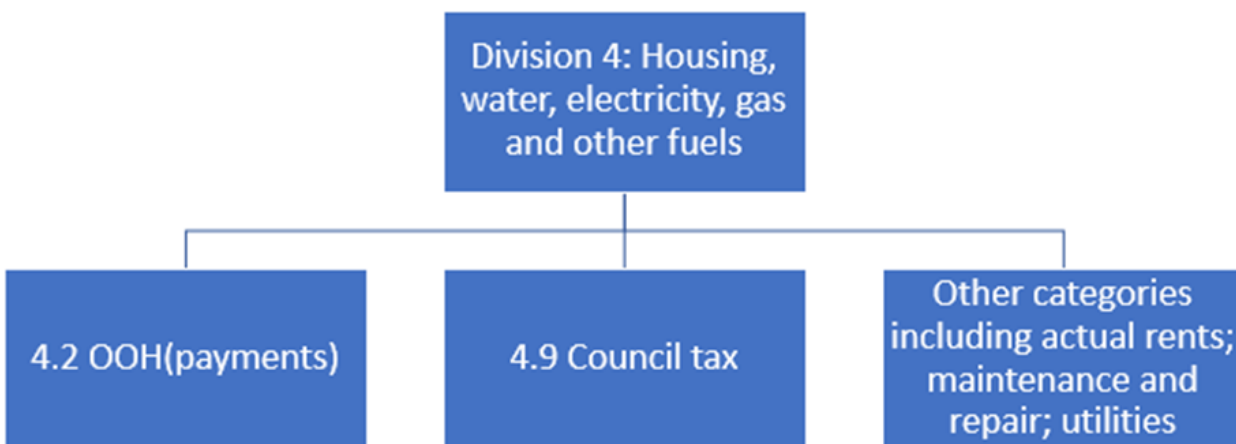 Division 4: Housing,
water, electricity, gas
and other fuels
4.2 OOH(payments)
4.9 Council tax
Other categories
including actual rents;
maintenance and
repair; utilities